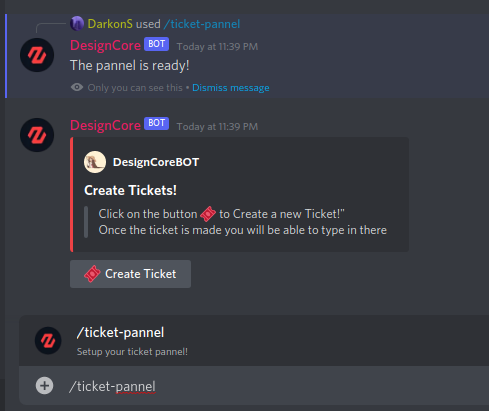 DarkonS used /ticket-pannel
DesignCore BOT Today at 11:39 PM
The pannel is ready!
Only you can see this • Dismiss message
DesignCore BOT Today at 11:39 PM
DesignCoreBOT
Create Tickets!
Click on the button 🎟️ to Create a new Ticket!"
Once the ticket is made you will be able to type in there
🎟️ Create Ticket
/ticket-pannel
Setup your ticket pannel!
/ticket-pannel